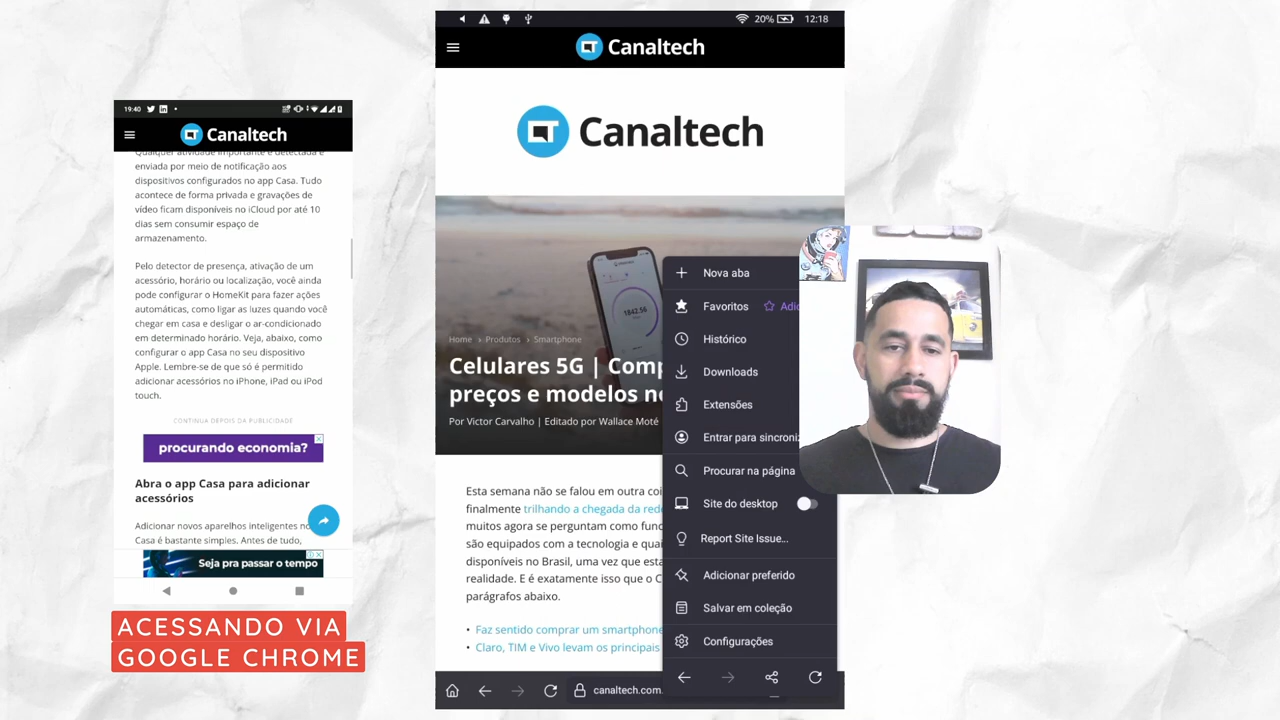 19:40
Canaltech
Qualquer atividade importante é detectada e
enviada por meio de notificação aos
dispositivos configurados no app Casa. Tudo
acontece de forma privada e gravações de
vídeo ficam disponíveis no iCloud por até 10
dias sem consumir espaço de
armazenamento.
Pelo detector de presença, ativação de um
acessório, horário ou localização, você ainda
pode configurar o HomeKit para fazer ações
automáticas, como ligar as luzes quando você
chegar em casa e desligar o ar-condicionado
em determinado horário. Veja, abaixo, como
configurar o app Casa no seu dispositivo
Apple. Lembre-se de que só é permitido
adicionar acessórios no iPhone, iPad ou iPod
touch.
CONTINUA DEPOIS DA PUBLICIDADE
procurando economia?
Abra o app Casa para adicionar
acessórios
Adicionar novos aparelhos inteligentes no
Casa é bastante simples. Antes de tudo,
Seja pra passar o tempo
ACESSANDO VIA
GOOGLE CHROME
20% 12:18
Canaltech
Canaltech
Home › Produtos › Smartphone
Celulares 5G | Comp
preços e modelos no
Por Victor Carvalho | Editado por Wallace Moté
Esta semana não se falou em outra coi
finalmente trilhando a chegada da rede
muitos agora se perguntam como func
são equipados com a tecnologia e quai
disponíveis no Brasil, uma vez que esta
realidade. E é exatamente isso que o C
parágrafos abaixo.
• Faz sentido comprar um smartphone
• Claro, TIM e Vivo levam os principais
canaltech.com.
1842.56
Nova aba
Favoritos Adic
Histórico
Downloads
Extensões
Entrar para sincroniz
Procurar na página
Site do desktop
Report Site Issue...
Adicionar preferido
Salvar em coleção
Configurações